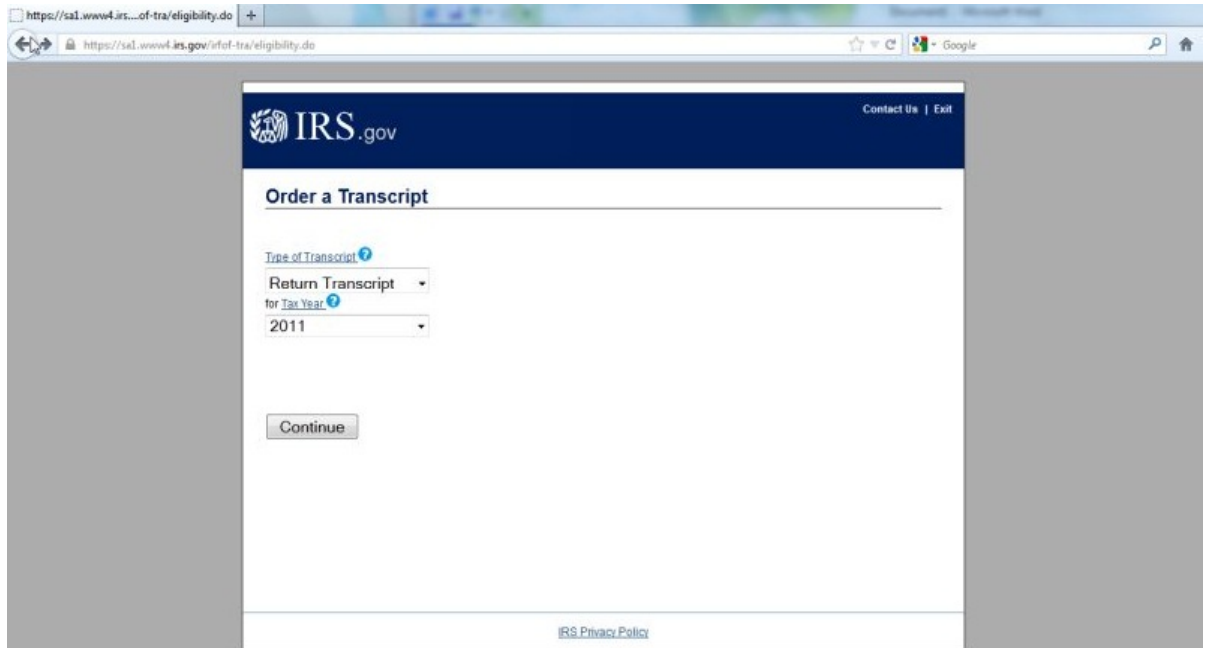 https://sa1.www4.irs....of-tra/eligibility.do +
https://sa1.www4.irs.gov/irfof-tra/eligibility.do Google
IRS.gov
Contact Us | Exit
Order a Transcript
Type of Transcript ?
Return Transcript
for Tax Year ?
2011
Continue
IRS Privacy Policy